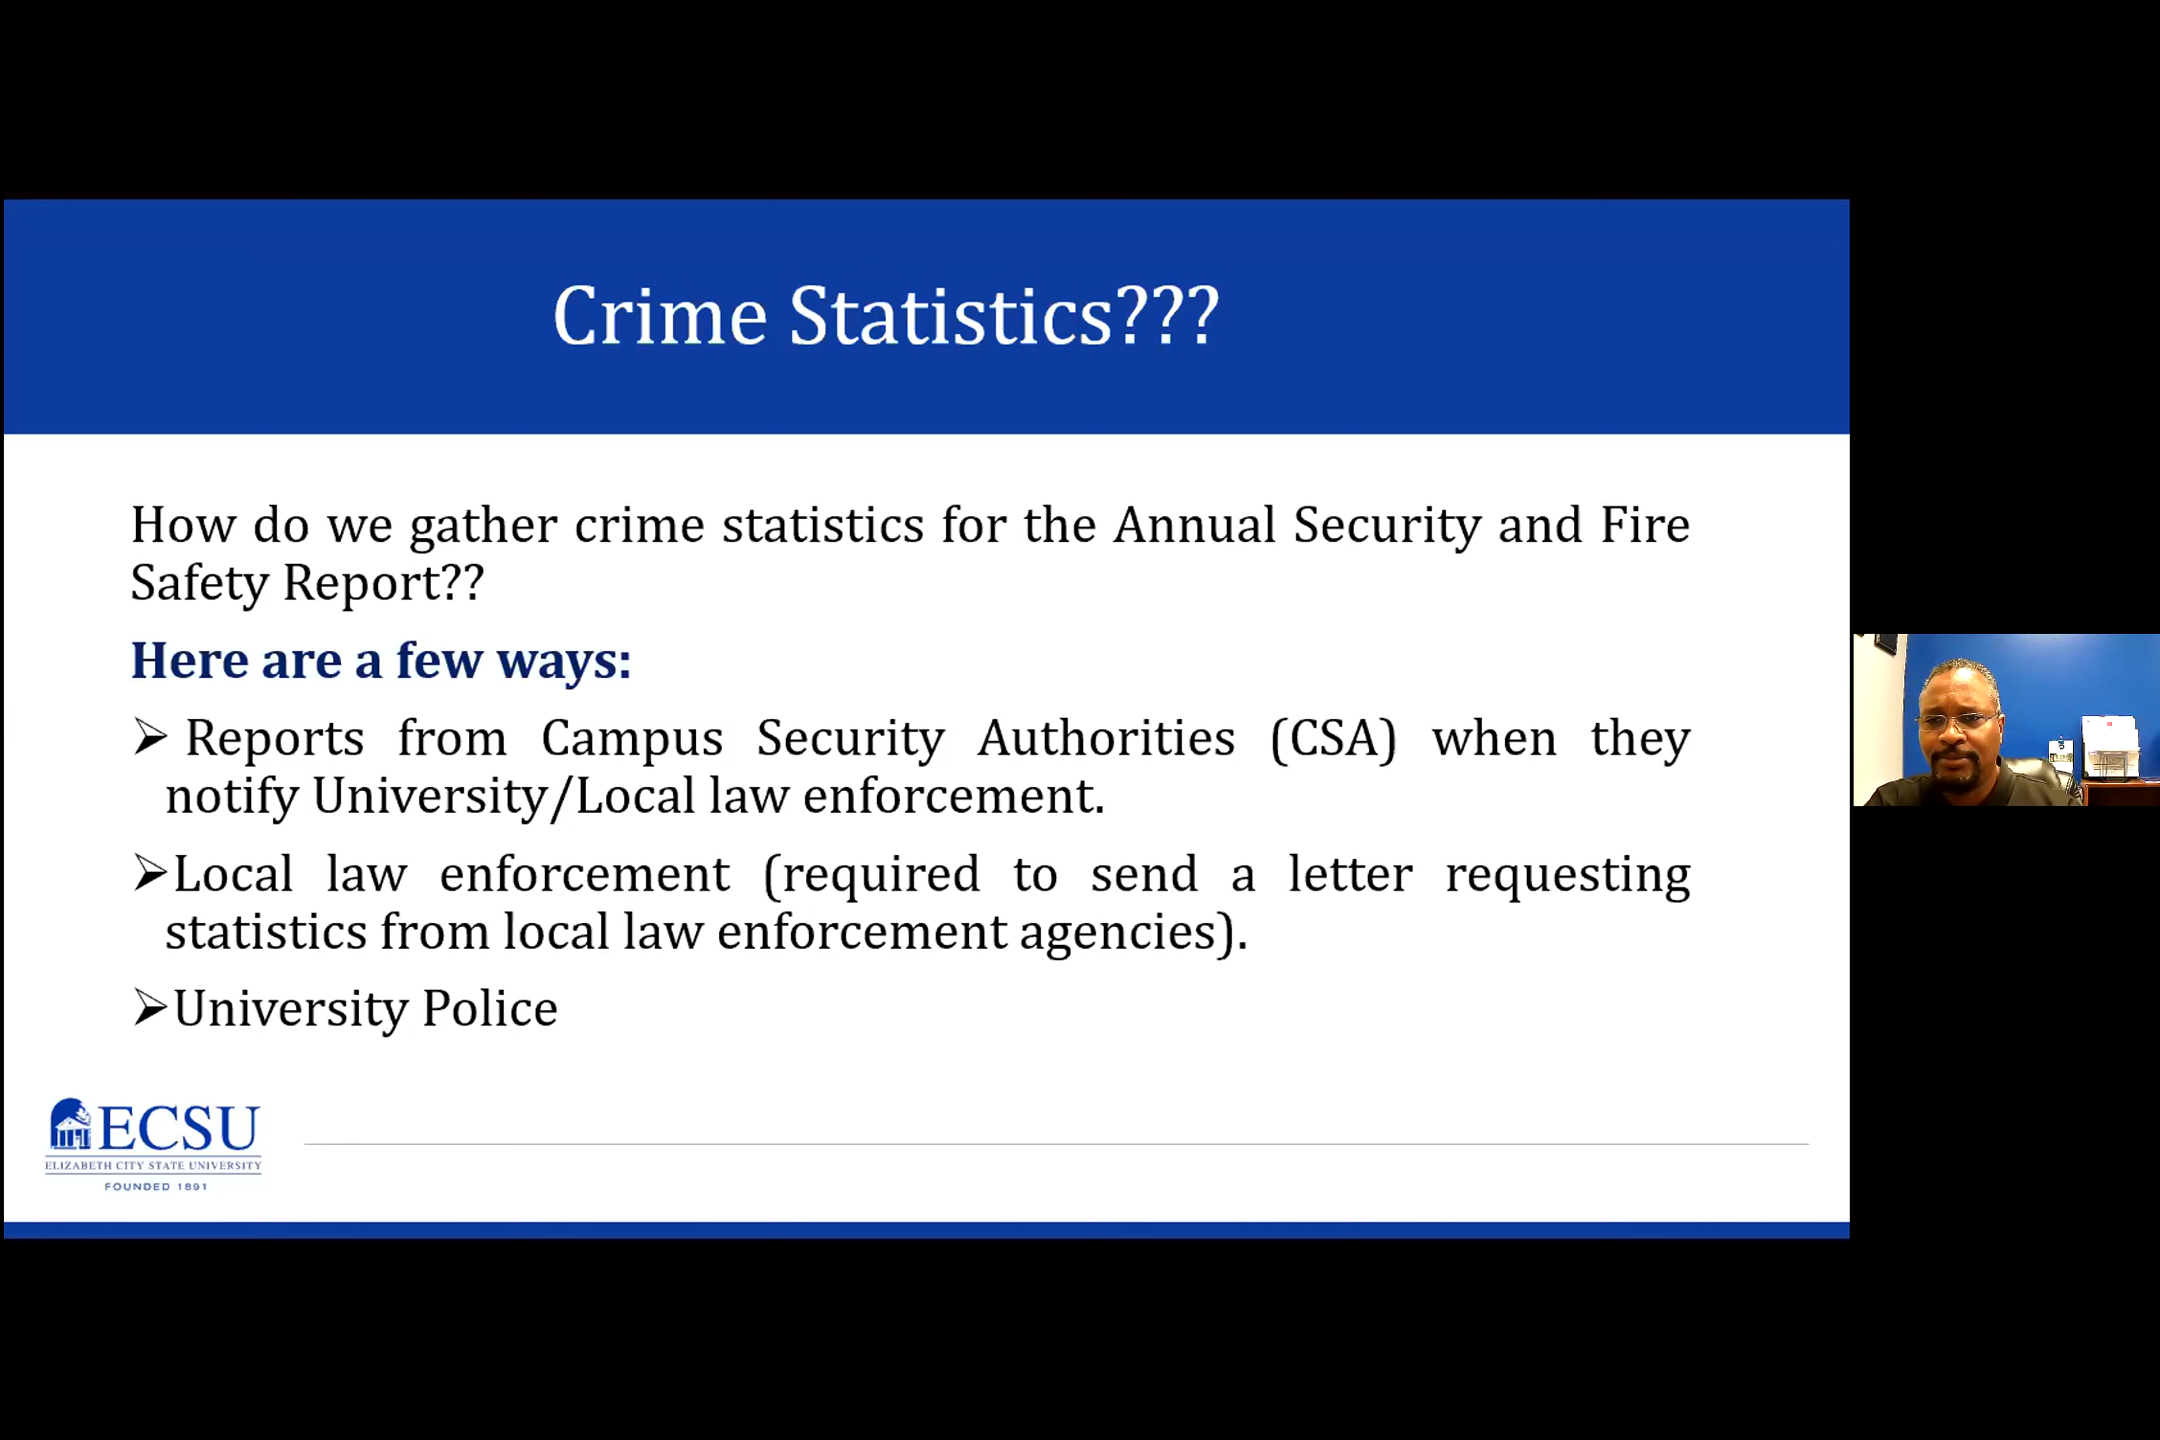 Crime Statistics???
How do we gather crime statistics for the Annual Security and Fire
Safety Report??
Here are a few ways:
➢ Reports from Campus Security Authorities (CSA) when they
notify University/Local law enforcement.
➢Local law enforcement (required to send a letter requesting
statistics from local law enforcement agencies).
➢University Police
ECSU
ELIZABETH CITY STATE UNIVERSITY
FOUNDED 1891